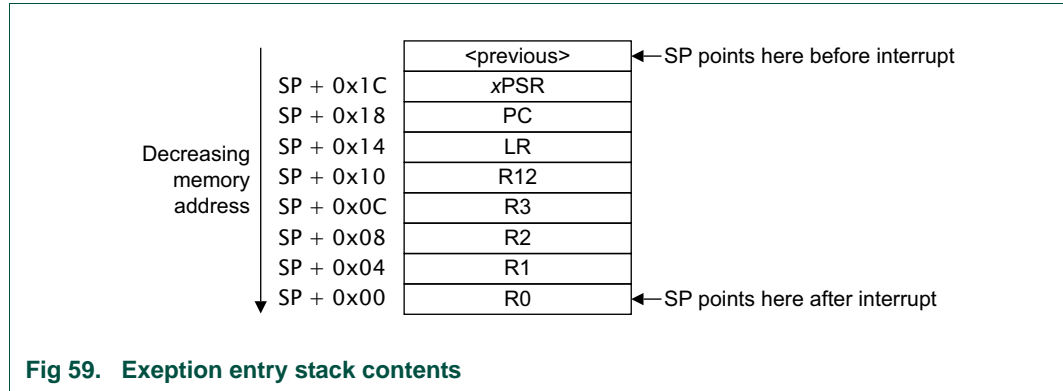 <previous>
SP points here before interrupt
SP + 0x1C
xPSR
SP + 0x18
PC
SP + 0x14
LR
Decreasing
memory
address
SP + 0x10
R12
SP + 0x0C
R3
SP + 0x08
R2
SP + 0x04
R1
SP + 0x00
R0
SP points here after interrupt
Fig 59. Exeption entry stack contents